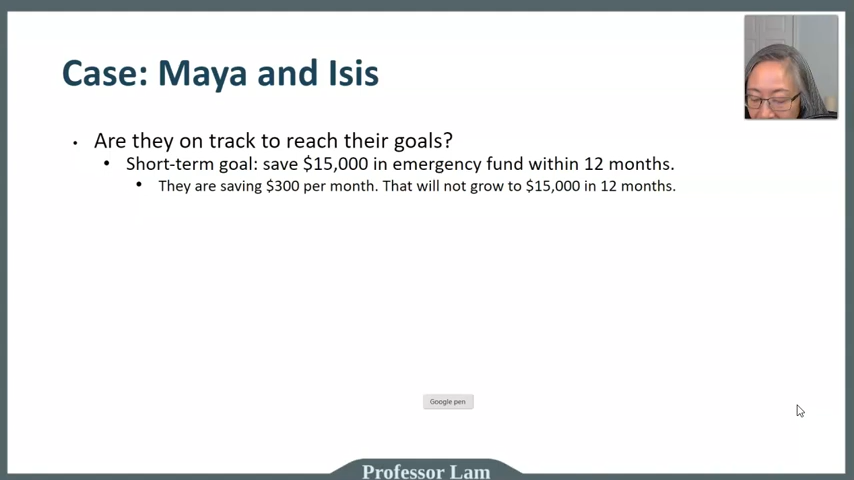 Case: Maya and Isis
• Are they on track to reach their goals?
• Short-term goal: save $15,000 in emergency fund within 12 months.
• They are saving $300 per month. That will not grow to $15,000 in 12 months.
Google pen
Professor Lam